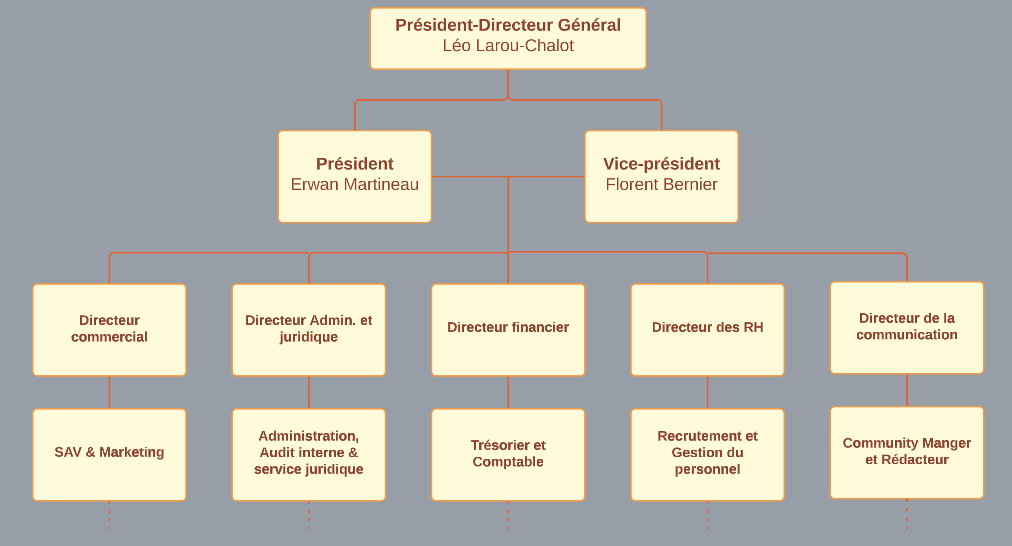 Président-Directeur Général
Léo Larou-Chalot
Président
Erwan Martineau
Vice-président
Florent Bernier
Directeur
commercial
Directeur Admin. et
juridique
Directeur financier
Directeur des RH
Directeur de la
communication
SAV & Marketing
Administration,
Audit interne &
service juridique
Trésorier et
Comptable
Recrutement et
Gestion du
personnel
Community Manger
et Rédacteur